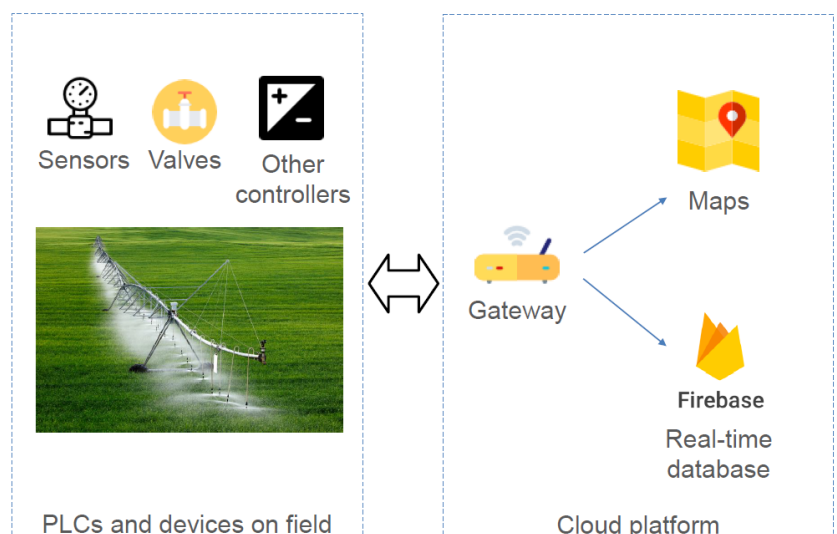 Sensors
Valves
Other
controllers
PLCs and devices on field
Maps
Gateway
Firebase
Real-time
database
Cloud platform